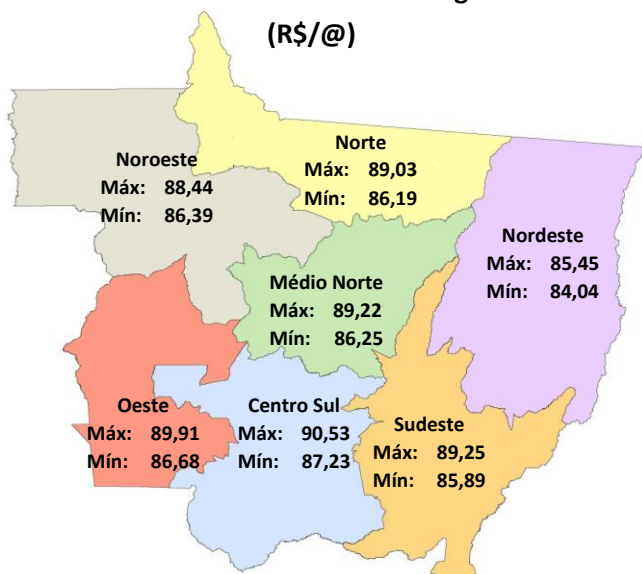 (R$/@)
Norte
Máx: 89,03
Mín: 86,19
Noroeste
Máx: 88,44
Mín: 86,39
Nordeste
Máx: 85,45
Mín: 84,04
Médio Norte
Máx: 89,22
Mín: 86,25
Oeste
Máx: 89,91
Mín: 86,68
Centro Sul
Máx: 90,53
Mín: 87,23
Sudeste
Máx: 89,25
Mín: 85,89